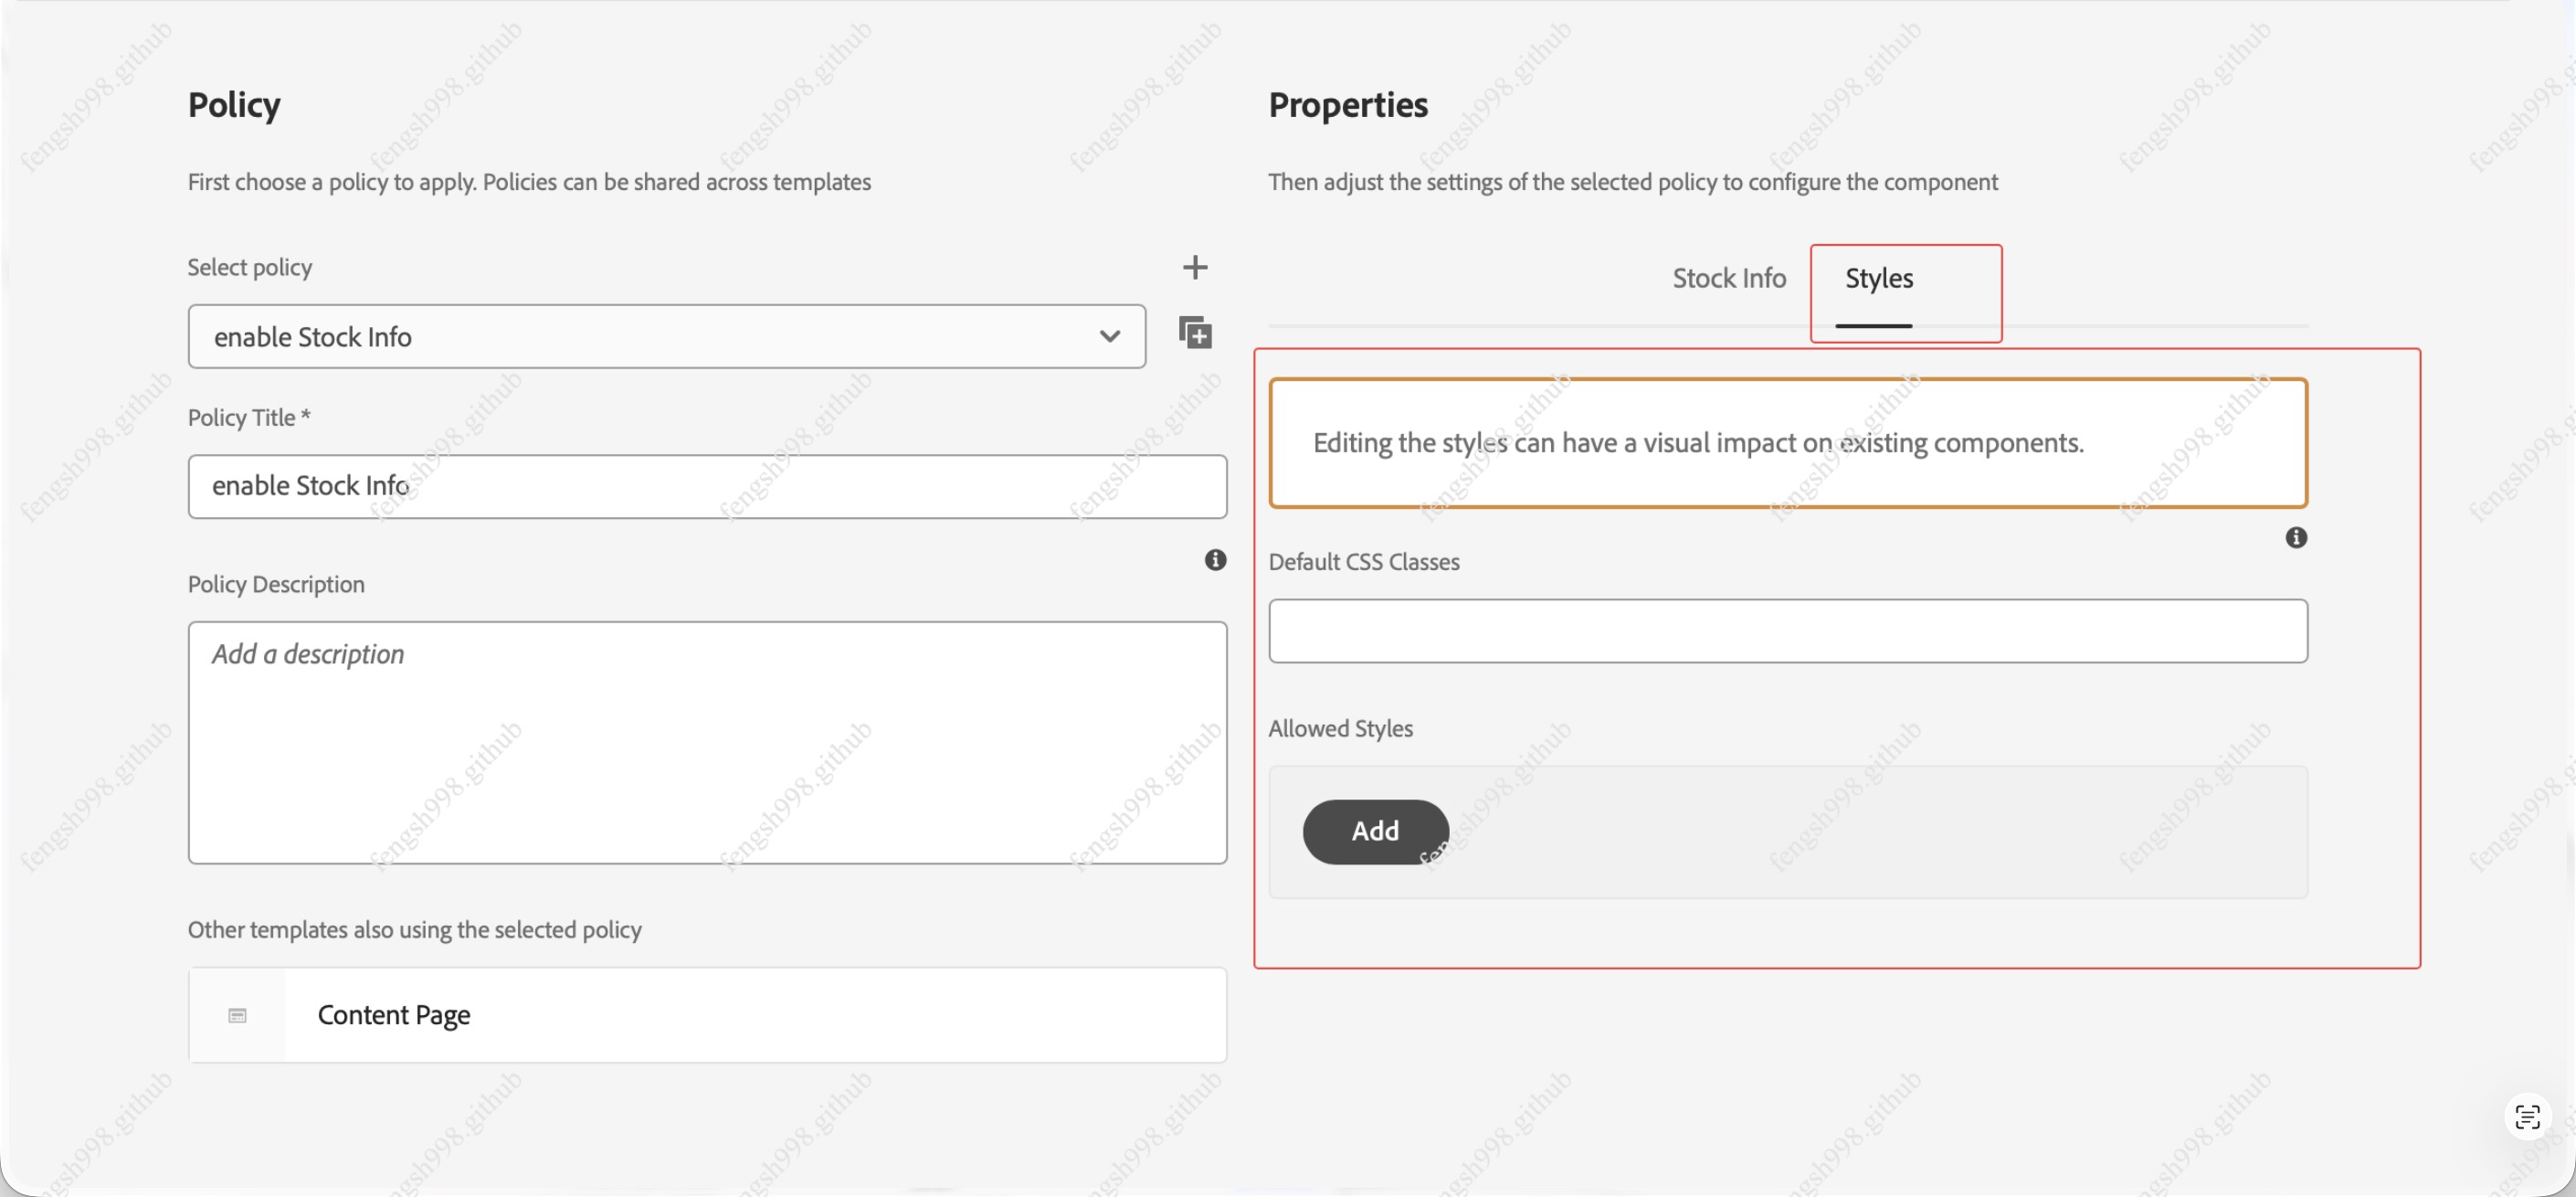 Policy
First choose a policy to apply. Policies can be shared across templates
Select policy
enable Stock Info
Policy Title *
enable Stock Info
Policy Description
Add a description
Other templates also using the selected policy
Content Page
Properties
Then adjust the settings of the selected policy to configure the component
Stock Info
Styles
Editing the styles can have a visual impact on existing components.
Default CSS Classes
Allowed Styles
Add
fengsh998.github